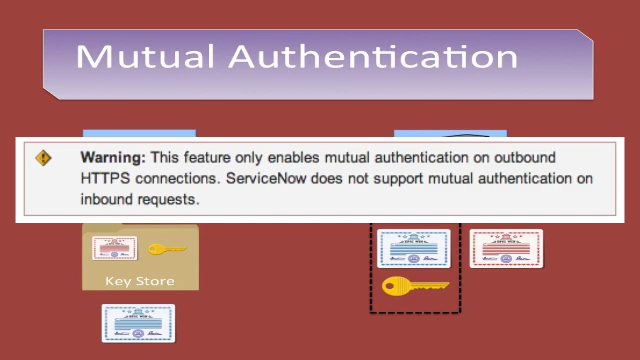 Mutual Authentication
Warning: This feature only enables mutual authentication on outbound
HTTPS connections. ServiceNow does not support mutual authentication on
inbound requests.
Key Store